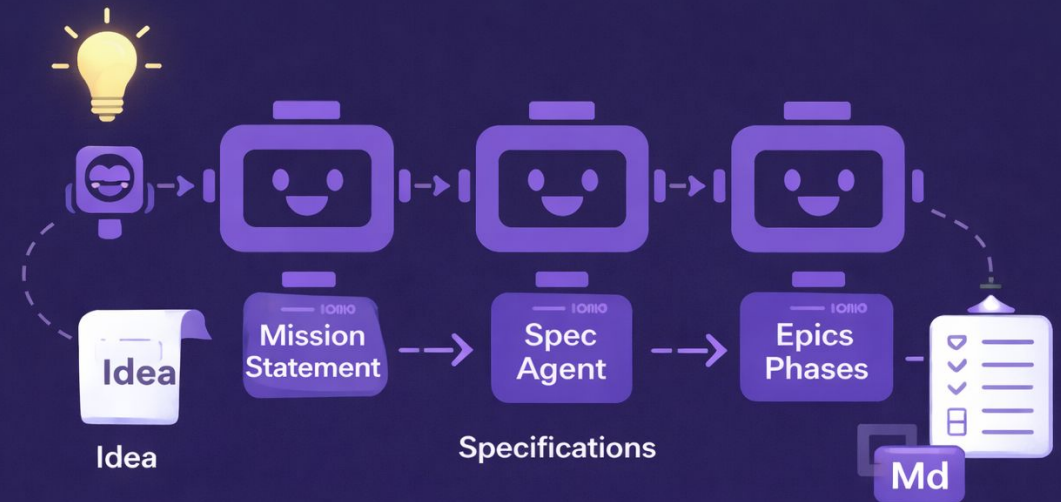 Idea
Mission
Statement
Spec
Agent
Epics
Phases
Idea
Specifications
Md